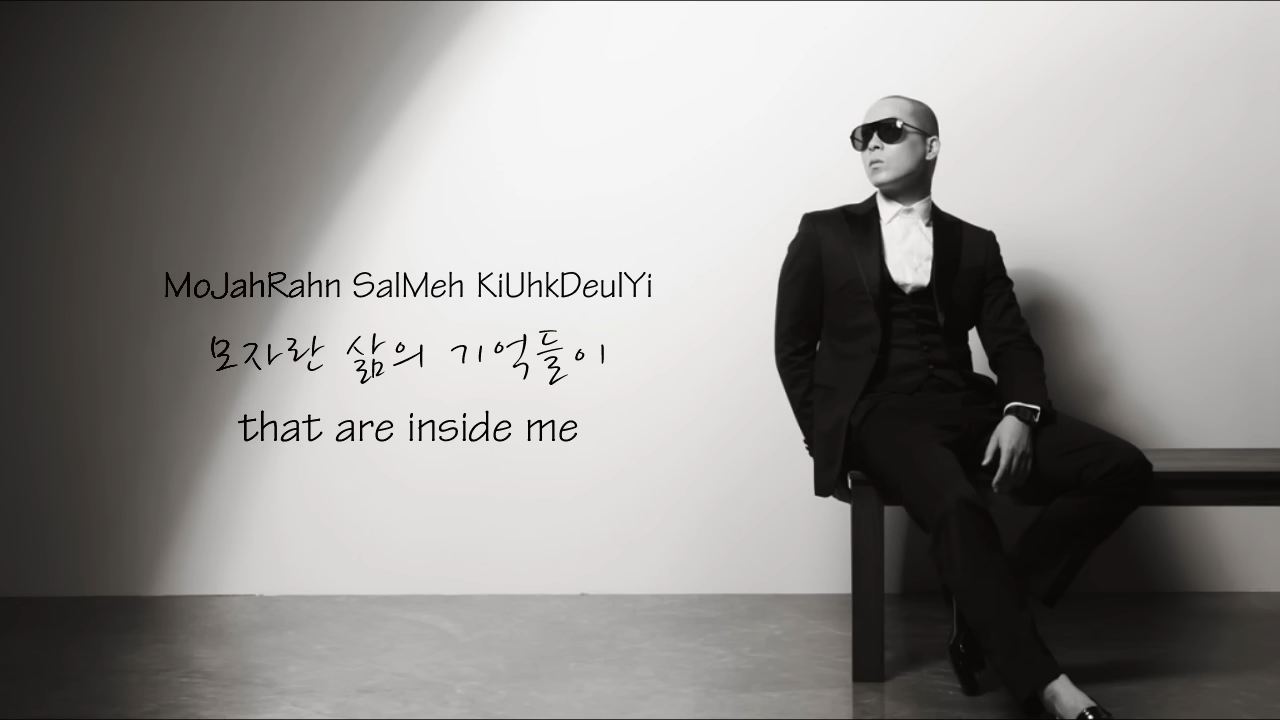 MoJahRahn SalMeh KiUhkDeulYi
모자란 삶의 기억들이
that are inside me